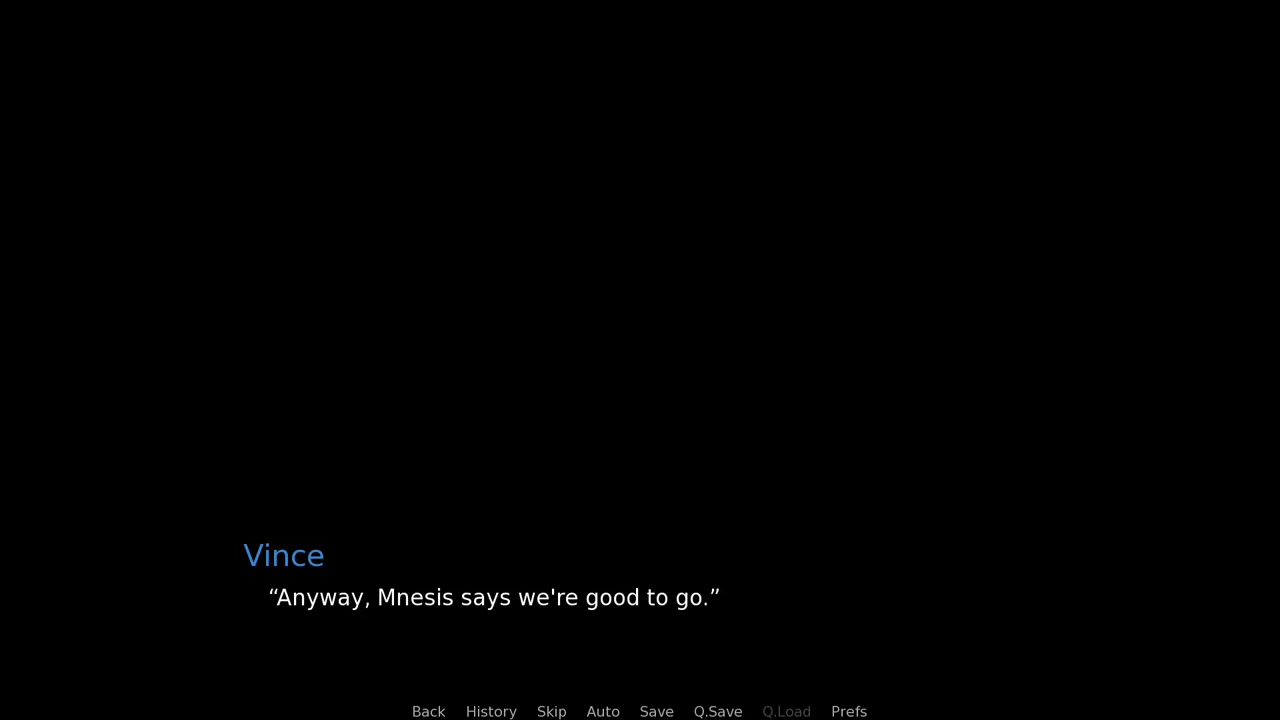 Vince
“Anyway, Mnesis says we're good to go.”
Back History Skip Auto Save Q.Save Q.Load Prefs